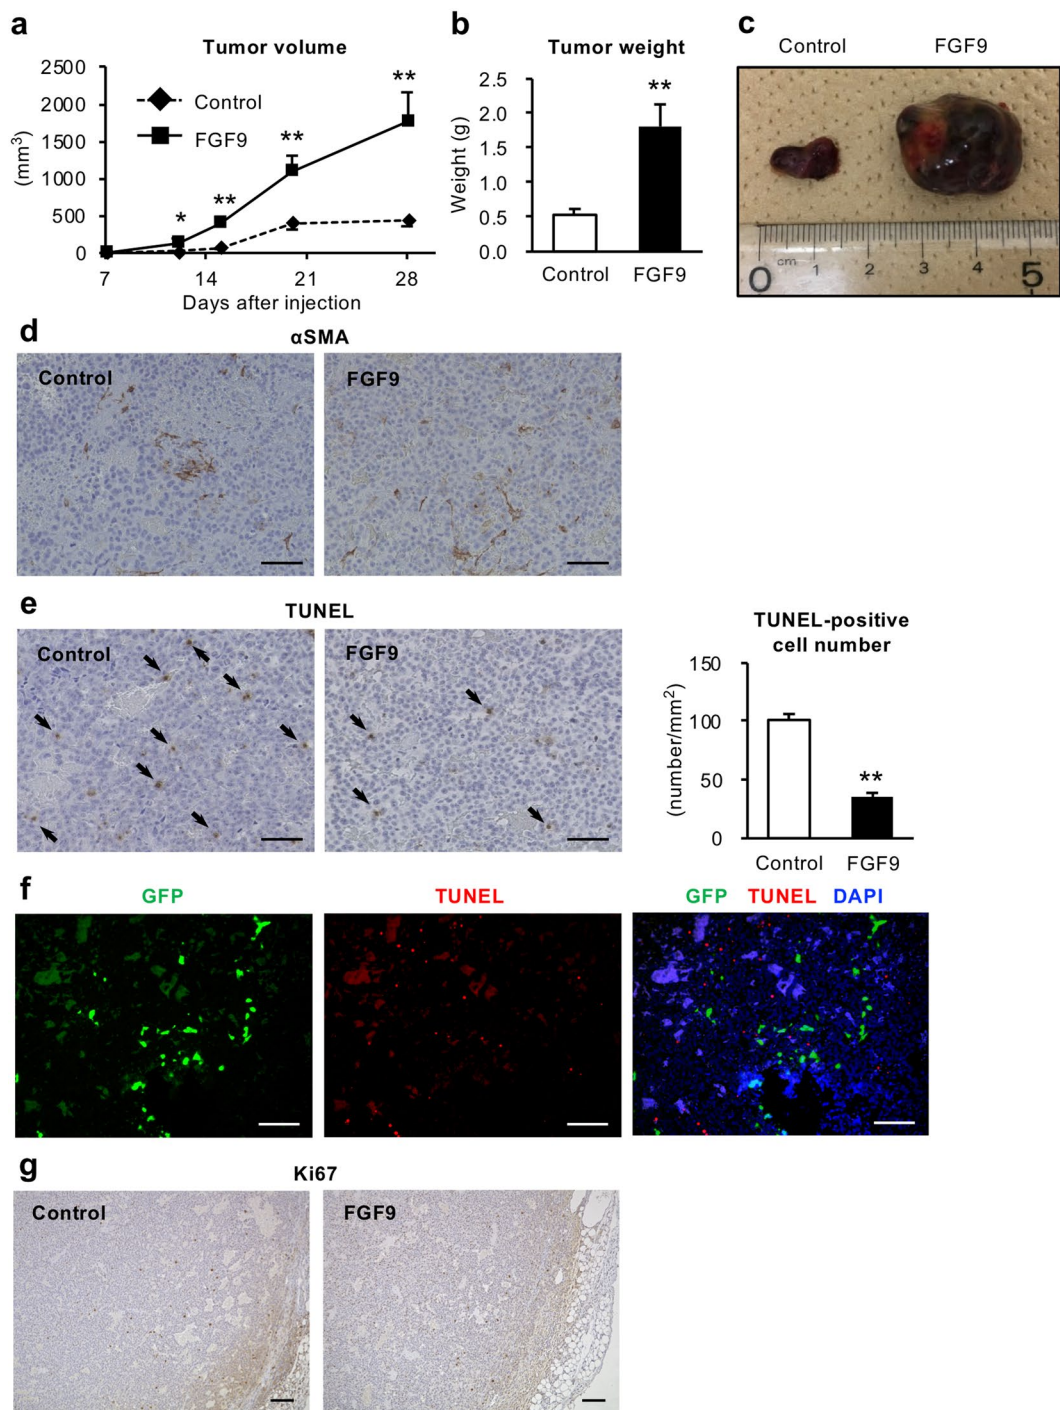 a
Tumor volume
2500
2000
1500
1000
500
0
(mm3)
Control
FGF9
*
**
**
**
7
14
21
28
Days after injection
b
Tumor weight
2.5
2.0
1.5
1.0
0.5
0.0
Weight (g)
**
Control
FGF9
c
Control
FGF9
0 cm 1 2 3 4 5
d
αSMA
Control
FGF9
e
TUNEL
Control
FGF9
TUNEL-positive
cell number
150
100
50
0
(number/mm2)
**
Control
FGF9
f
GFP
TUNEL
GFP TUNEL DAPI
g
Ki67
Control
FGF9